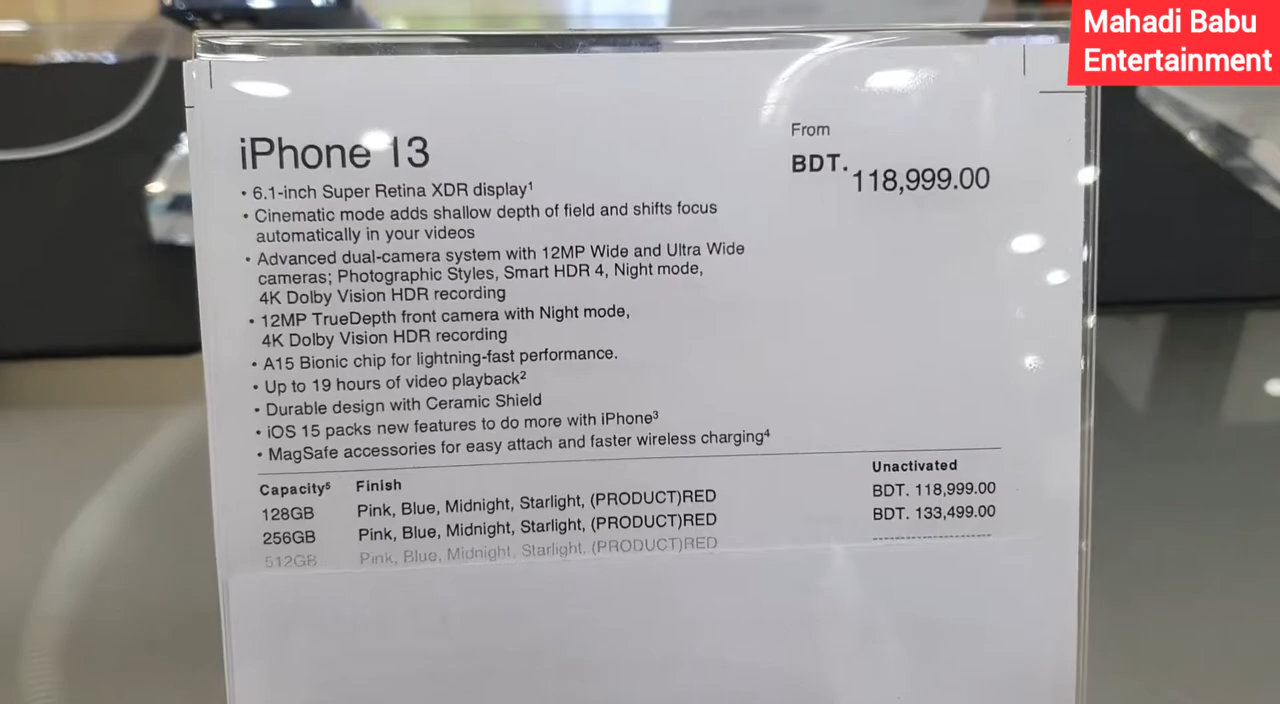 Mahadi Babu
Entertainment
iPhone 13
From
BDT. 118,999.00
• 6.1-inch Super Retina XDR display¹
• Cinematic mode adds shallow depth of field and shifts focus
automatically in your videos
• Advanced dual-camera system with 12MP Wide and Ultra Wide
cameras; Photographic Styles, Smart HDR 4, Night mode,
4K Dolby Vision HDR recording
• 12MP TrueDepth front camera with Night mode,
4K Dolby Vision HDR recording
• A15 Bionic chip for lightning-fast performance.
• Up to 19 hours of video playback²
• Durable design with Ceramic Shield
• iOS 15 packs new features to do more with iPhone³
• MagSafe accessories for easy attach and faster wireless charging⁴
Capacity⁵ Finish Unactivated
128GB Pink, Blue, Midnight, Starlight, (PRODUCT)RED BDT. 118,999.00
256GB Pink, Blue, Midnight, Starlight, (PRODUCT)RED BDT. 133,499.00
512GB Pink, Blue, Midnight, Starlight, (PRODUCT)RED --------------------